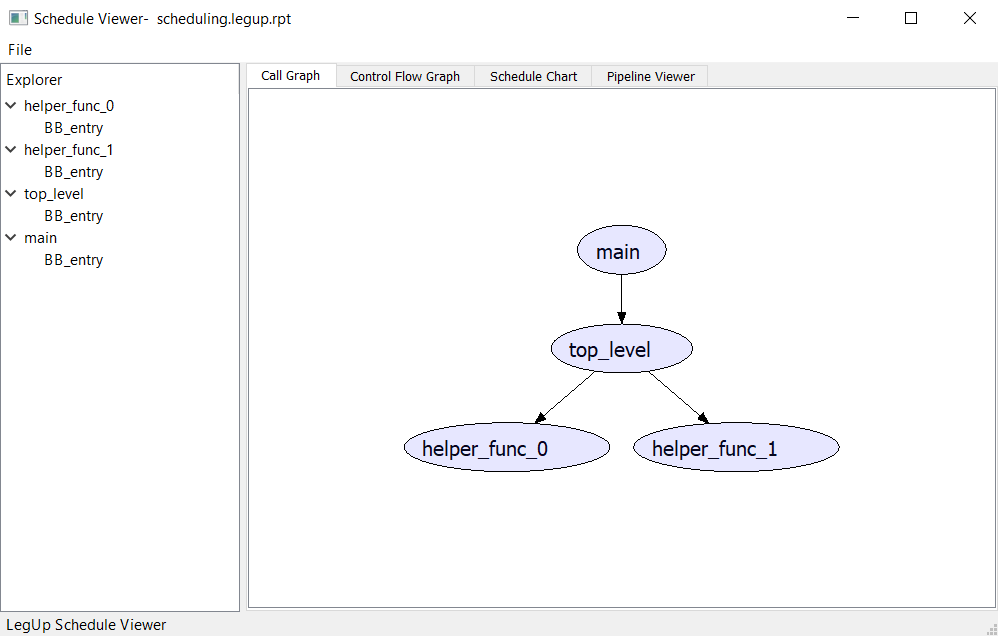 Schedule Viewer-  scheduling.legup.rpt
File
Explorer
helper_func_0
BB_entry
helper_func_1
BB_entry
top_level
BB_entry
main
BB_entry
Call Graph
Control Flow Graph
Schedule Chart
Pipeline Viewer
main
top_level
helper_func_0
helper_func_1
LegUp Schedule Viewer